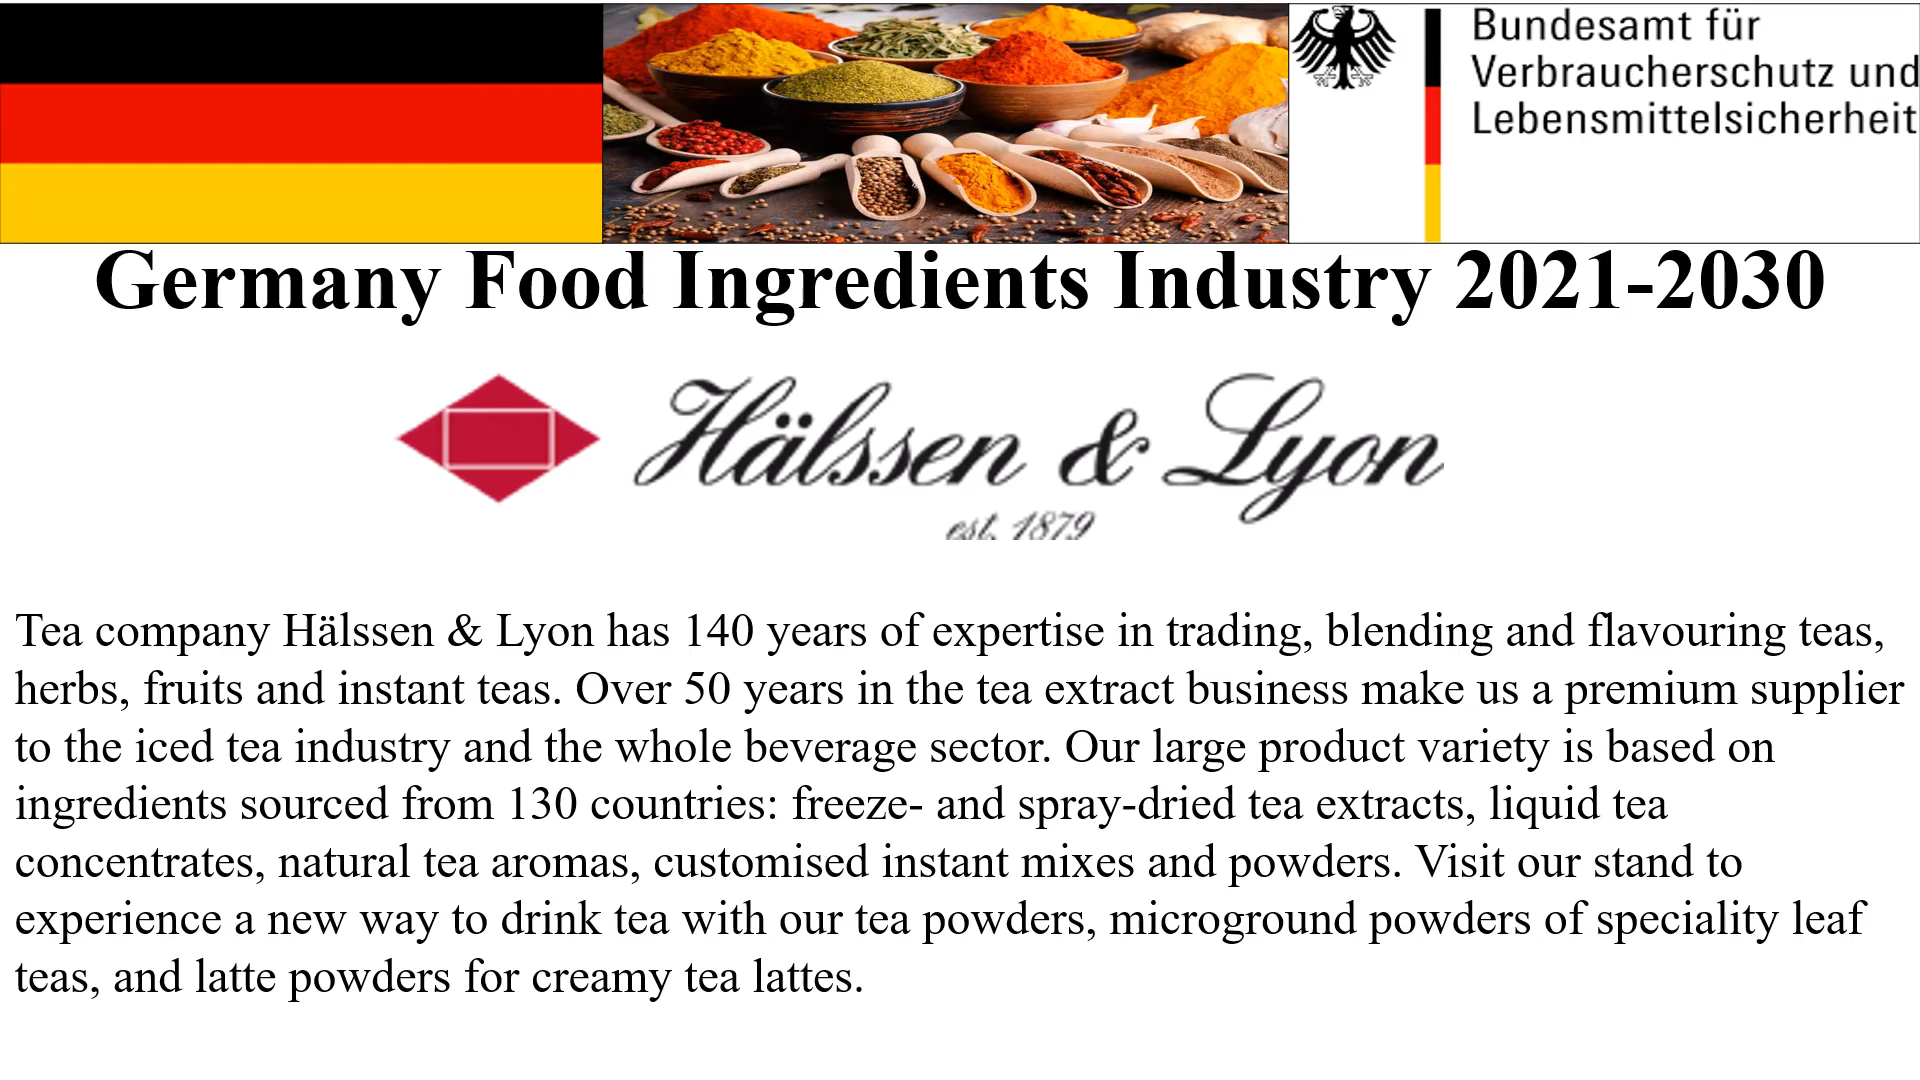 Bundesamt für
Verbraucherschutz und
Lebensmittelsicherheit
Germany Food Ingredients Industry 2021-2030
Hälssen & Lyon
est. 1879
Tea company Hälssen & Lyon has 140 years of expertise in trading, blending and flavouring teas,
herbs, fruits and instant teas. Over 50 years in the tea extract business make us a premium supplier
to the iced tea industry and the whole beverage sector. Our large product variety is based on
ingredients sourced from 130 countries: freeze- and spray-dried tea extracts, liquid tea
concentrates, natural tea aromas, customised instant mixes and powders. Visit our stand to
experience a new way to drink tea with our tea powders, microground powders of speciality leaf
teas, and latte powders for creamy tea lattes.